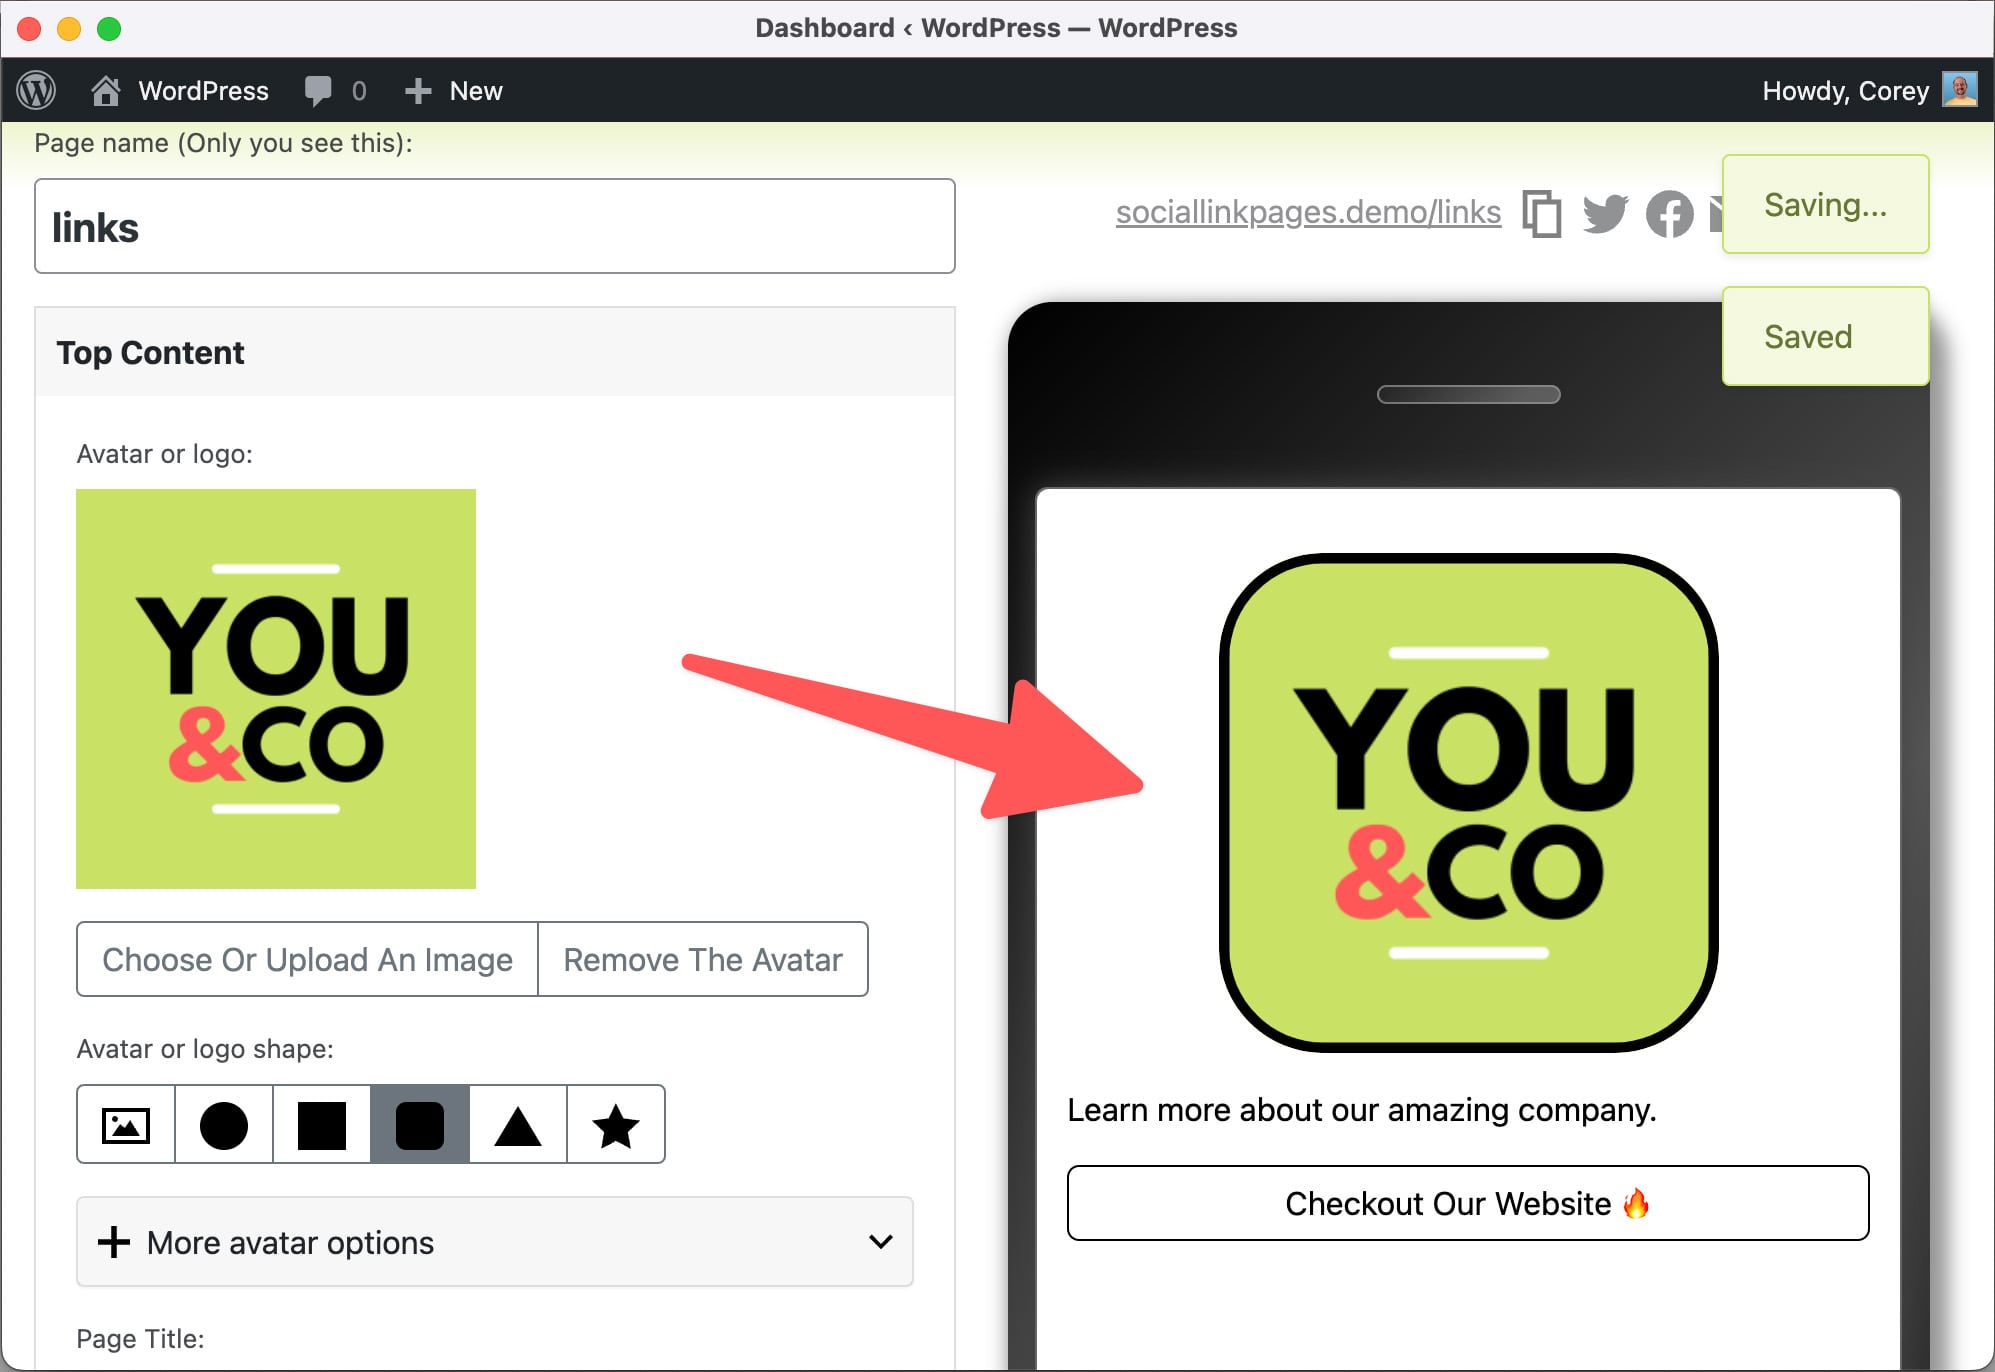 Dashboard ‹ WordPress — WordPress
WordPress 0 New Howdy, Corey
Page name (Only you see this):
links
sociallinkpages.demo/links
Saving...
Saved
Top Content
Avatar or logo:
YOU
&CO
Choose Or Upload An Image Remove The Avatar
Avatar or logo shape:
More avatar options
Page Title:
YOU
&CO
Learn more about our amazing company.
Checkout Our Website 🔥